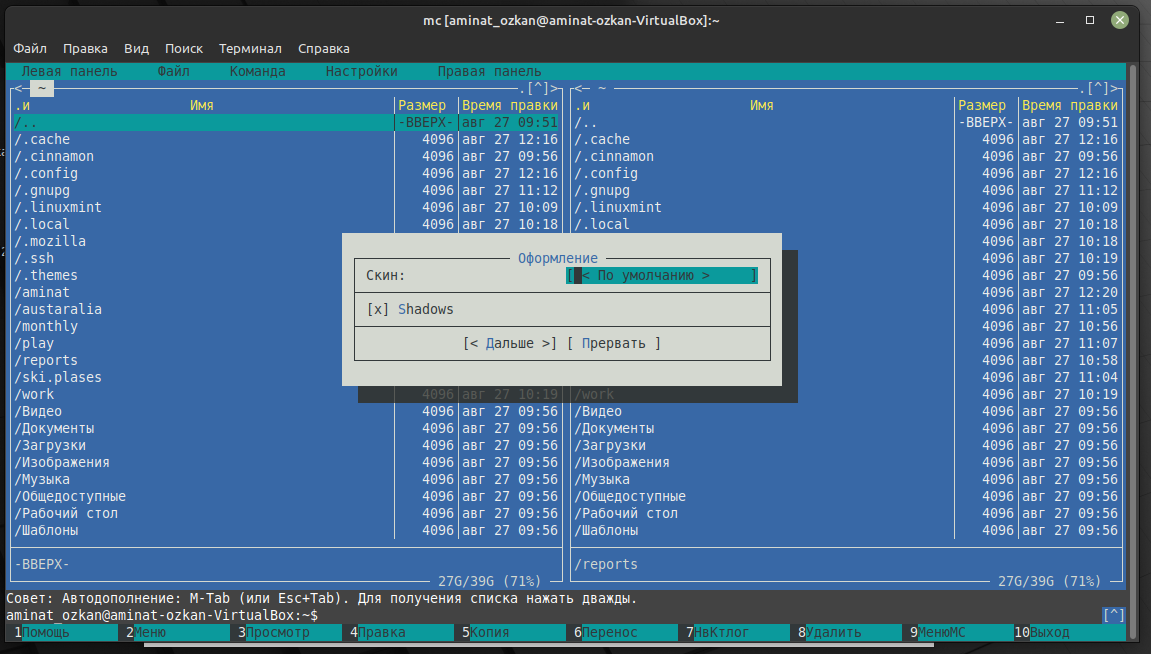 mc [aminat_ozkan@aminat-ozkan-VirtualBox]:~
Файл Правка Вид Поиск Терминал Справка
Левая панель Файл Команда Настройки Правая панель
<─ ~ .[^]> <─ ~ .[^]>
.и Имя Размер Время правки .и Имя Размер Время правки
/.. -ВВЕРХ- авг 27 09:51 /.. -ВВЕРХ- авг 27 09:51
/.cache 4096 авг 27 12:16 /.cache 4096 авг 27 12:16
/.cinnamon 4096 авг 27 09:56 /.cinnamon 4096 авг 27 09:56
/.config 4096 авг 27 12:16 /.config 4096 авг 27 12:16
/.gnupg 4096 авг 27 11:12 /.gnupg 4096 авг 27 11:12
/.linuxmint 4096 авг 27 10:09 /.linuxmint 4096 авг 27 10:09
/.local 4096 авг 27 10:18 /.local 4096 авг 27 10:18
/.mozilla 4096 авг 27 10:18
/.ssh Оформление 4096 авг 27 10:19
/.themes Скин: [ < По умолчанию > ] 4096 авг 27 09:56
/aminat 4096 авг 27 12:20
/austaralia [x] Shadows 4096 авг 27 11:05
/monthly 4096 авг 27 10:56
/play [< Дальше >] [ Прервать ] 4096 авг 27 11:07
/reports 4096 авг 27 10:58
/ski.plases 4096 авг 27 11:04
/work 4096 авг 27 10:19 /work 4096 авг 27 10:19
/Видео 4096 авг 27 09:56 /Видео 4096 авг 27 09:56
/Документы 4096 авг 27 09:56 /Документы 4096 авг 27 09:56
/Загрузки 4096 авг 27 09:56 /Загрузки 4096 авг 27 09:56
/Изображения 4096 авг 27 09:56 /Изображения 4096 авг 27 09:56
/Музыка 4096 авг 27 09:56 /Музыка 4096 авг 27 09:56
/Общедоступные 4096 авг 27 09:56 /Общедоступные 4096 авг 27 09:56
/Рабочий стол 4096 авг 27 09:56 /Рабочий стол 4096 авг 27 09:56
/Шаблоны 4096 авг 27 09:56 /Шаблоны 4096 авг 27 09:56
-ВВЕРХ- /reports
27G/39G (71%) 27G/39G (71%)
Совет: Автодополнение: M-Tab (или Esc+Tab). Для получения списка нажать дважды.
aminat_ozkan@aminat-ozkan-VirtualBox:~$ [^]
1Помощь 2Меню 3Просмотр 4Правка 5Копия 6Перенос 7НвКтлог 8Удалить 9МенюМС 10Выход